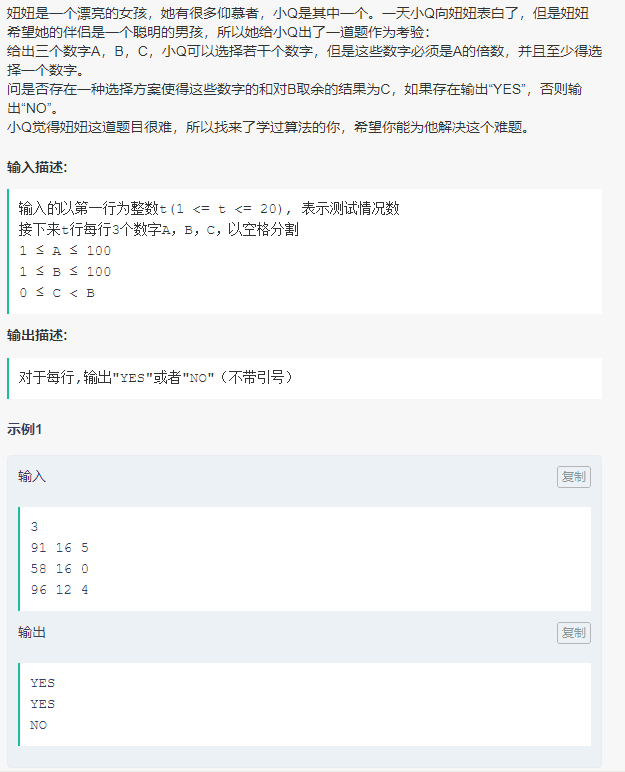 妞妞是一个漂亮的女孩，她有很多仰慕者，小Q是其中一个。一天小Q向妞妞表白了，但是妞妞
希望她的伴侣是一个聪明的男孩，所以她给小Q出了一道题作为考验：
给出三个数字A，B，C，小Q可以选择若干个数字，但是这些数字必须是A的倍数，并且至少得选
择一个数字。
问是否存在一种选择方案使得这些数字的和对B取余的结果为C，如果存在输出“YES”，否则输
出“NO”。
小Q觉得妞妞这道题目很难，所以找来了学过算法的你，希望你能为他解决这个难题。
输入描述:
输入的以第一行为整数t(1 <= t <= 20), 表示测试情况数
接下来t行每行3个数字A，B，C，以空格分割
1 ≤ A ≤ 100
1 ≤ B ≤ 100
0 ≤ C < B
输出描述:
对于每行,输出"YES"或者"NO"（不带引号）
示例1
输入 复制
3
91 16 5
58 16 0
96 12 4
输出 复制
YES
YES
NO